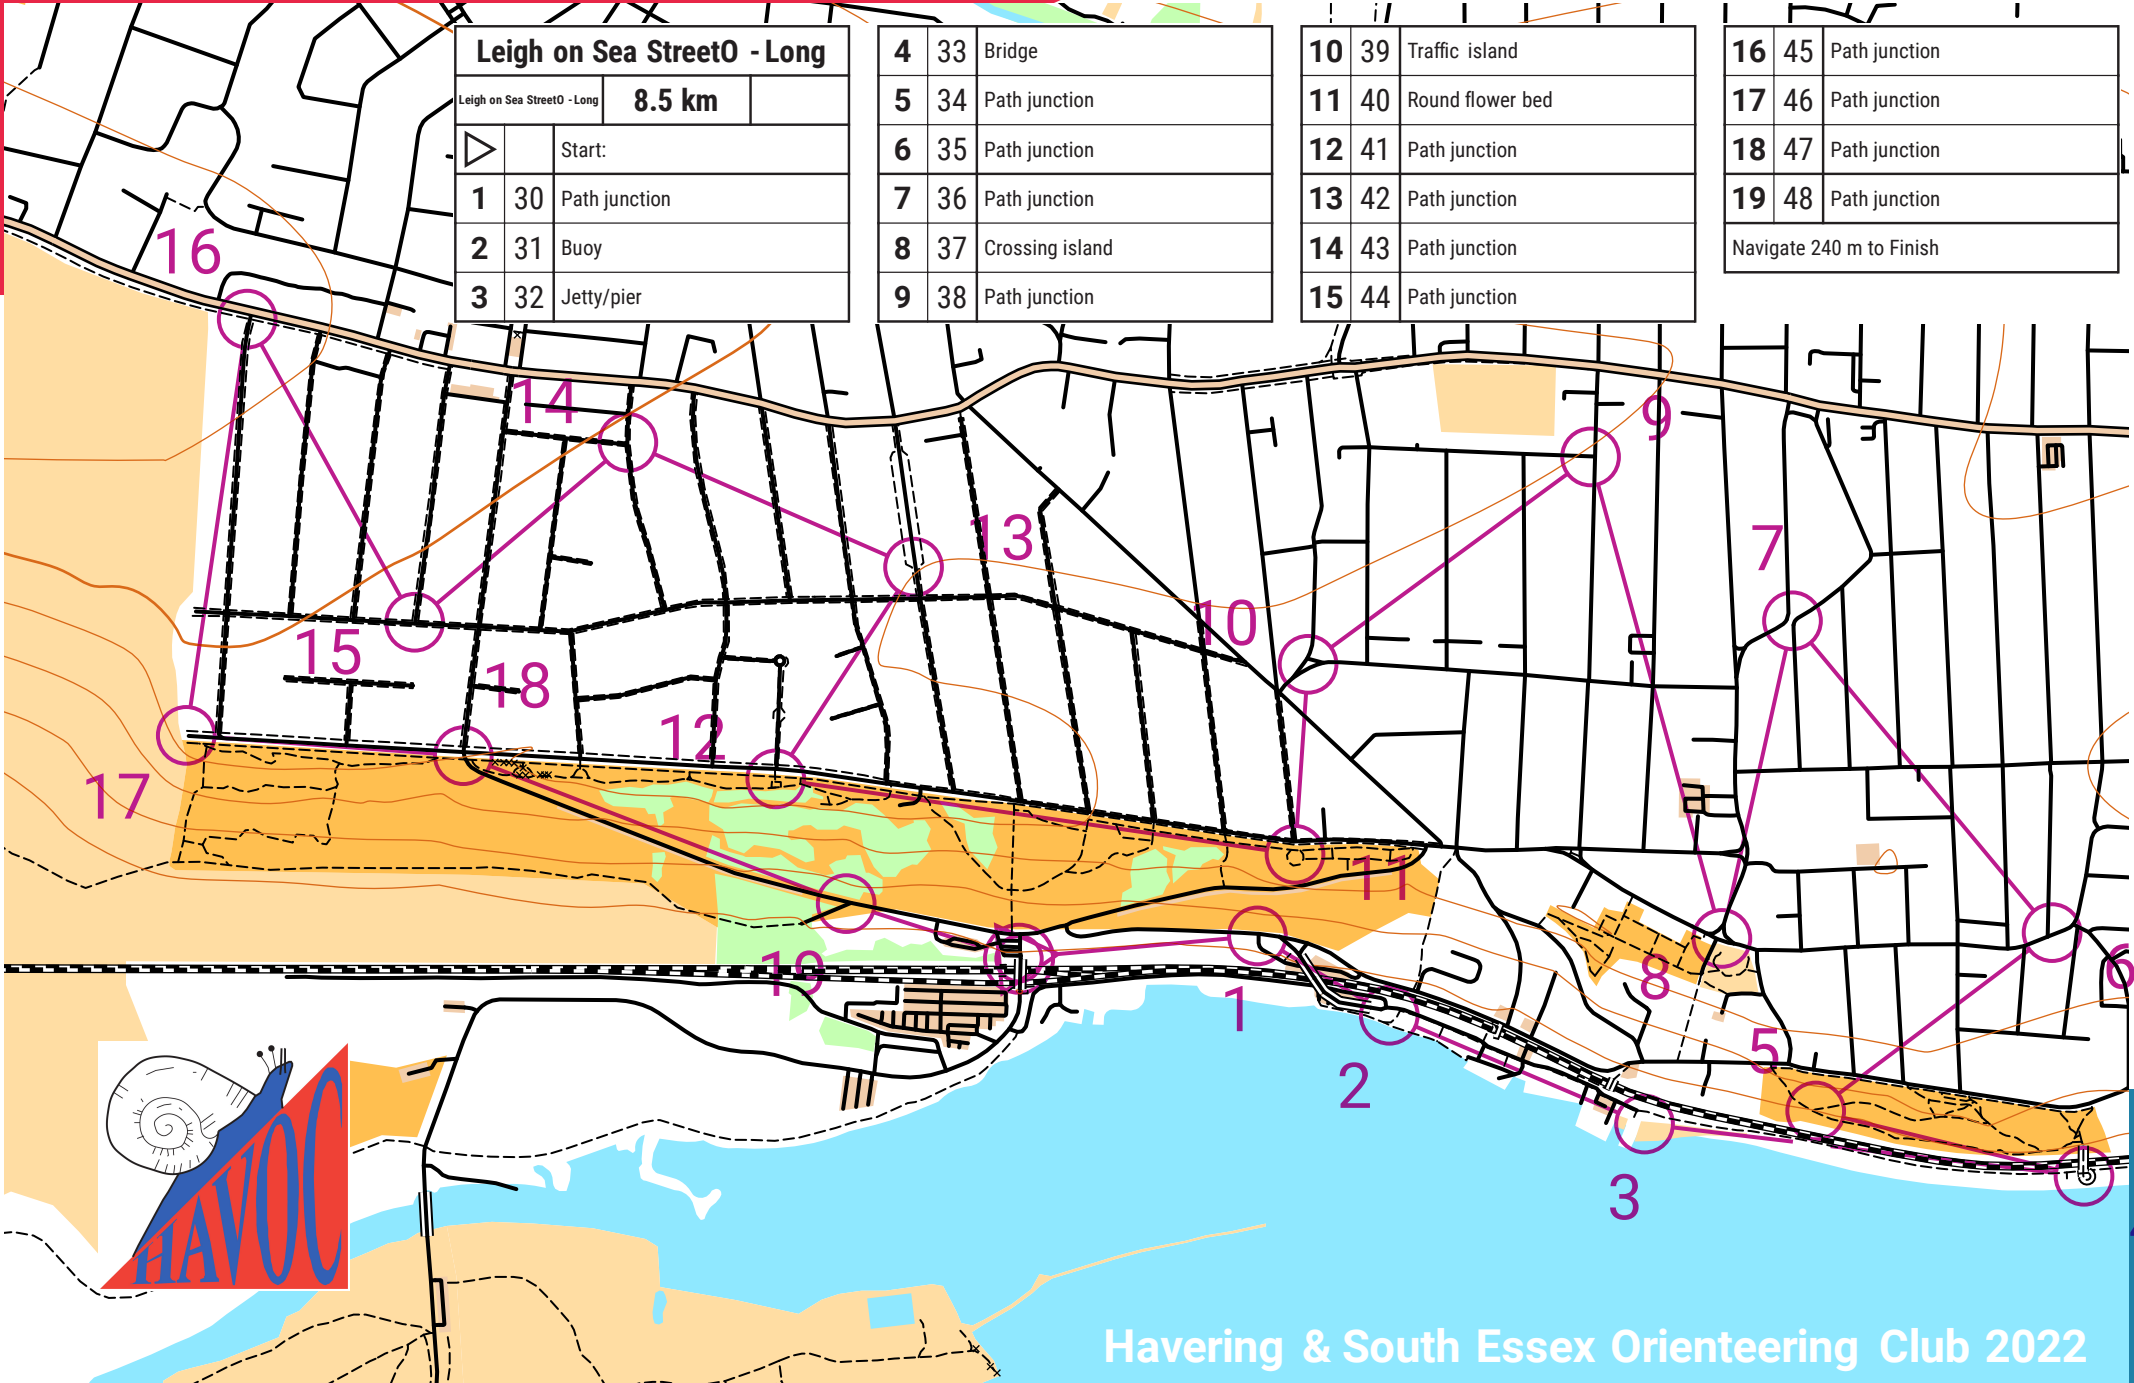 Leigh on Sea StreetO - Long
Leigh on Sea StreetO - Long 8.5 km
Start:
1 30 Path junction
2 31 Buoy
3 32 Jetty/pier
4 33 Bridge
5 34 Path junction
6 35 Path junction
7 36 Path junction
8 37 Crossing island
9 38 Path junction
10 39 Traffic island
11 40 Round flower bed
12 41 Path junction
13 42 Path junction
14 43 Path junction
15 44 Path junction
16 45 Path junction
17 46 Path junction
18 47 Path junction
19 48 Path junction
Navigate 240 m to Finish
16
14
9
13
7
10
15
18
12
17
11
19
8
6
1
5
2
3
HAVOC
Havering & South Essex Orienteering Club 2022